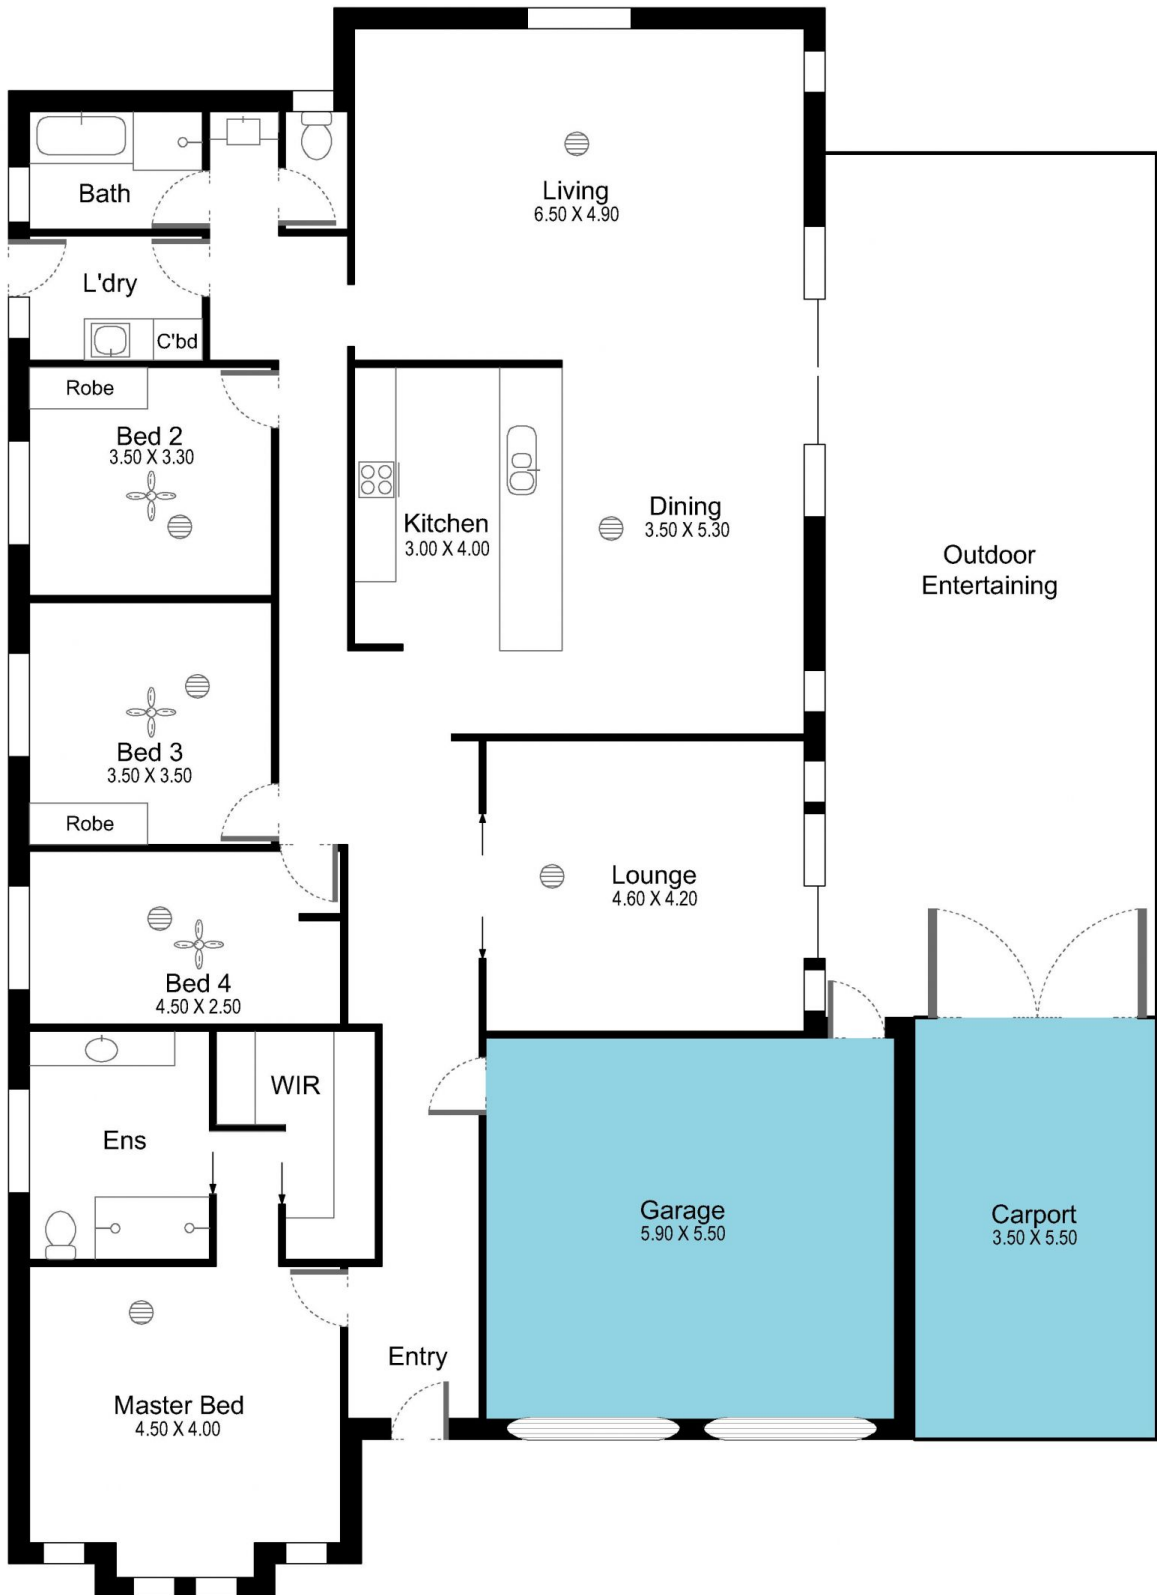 Living
6.50 X 4.90
Bath
L'dry
C'bd
Robe
Bed 2
3.50 X 3.30
Kitchen
3.00 X 4.00
Dining
3.50 X 5.30
Outdoor
Entertaining
Bed 3
3.50 X 3.50
Robe
Lounge
4.60 X 4.20
Bed 4
4.50 X 2.50
WIR
Ens
Garage
5.90 X 5.50
Carport
3.50 X 5.50
Entry
Master Bed
4.50 X 4.00